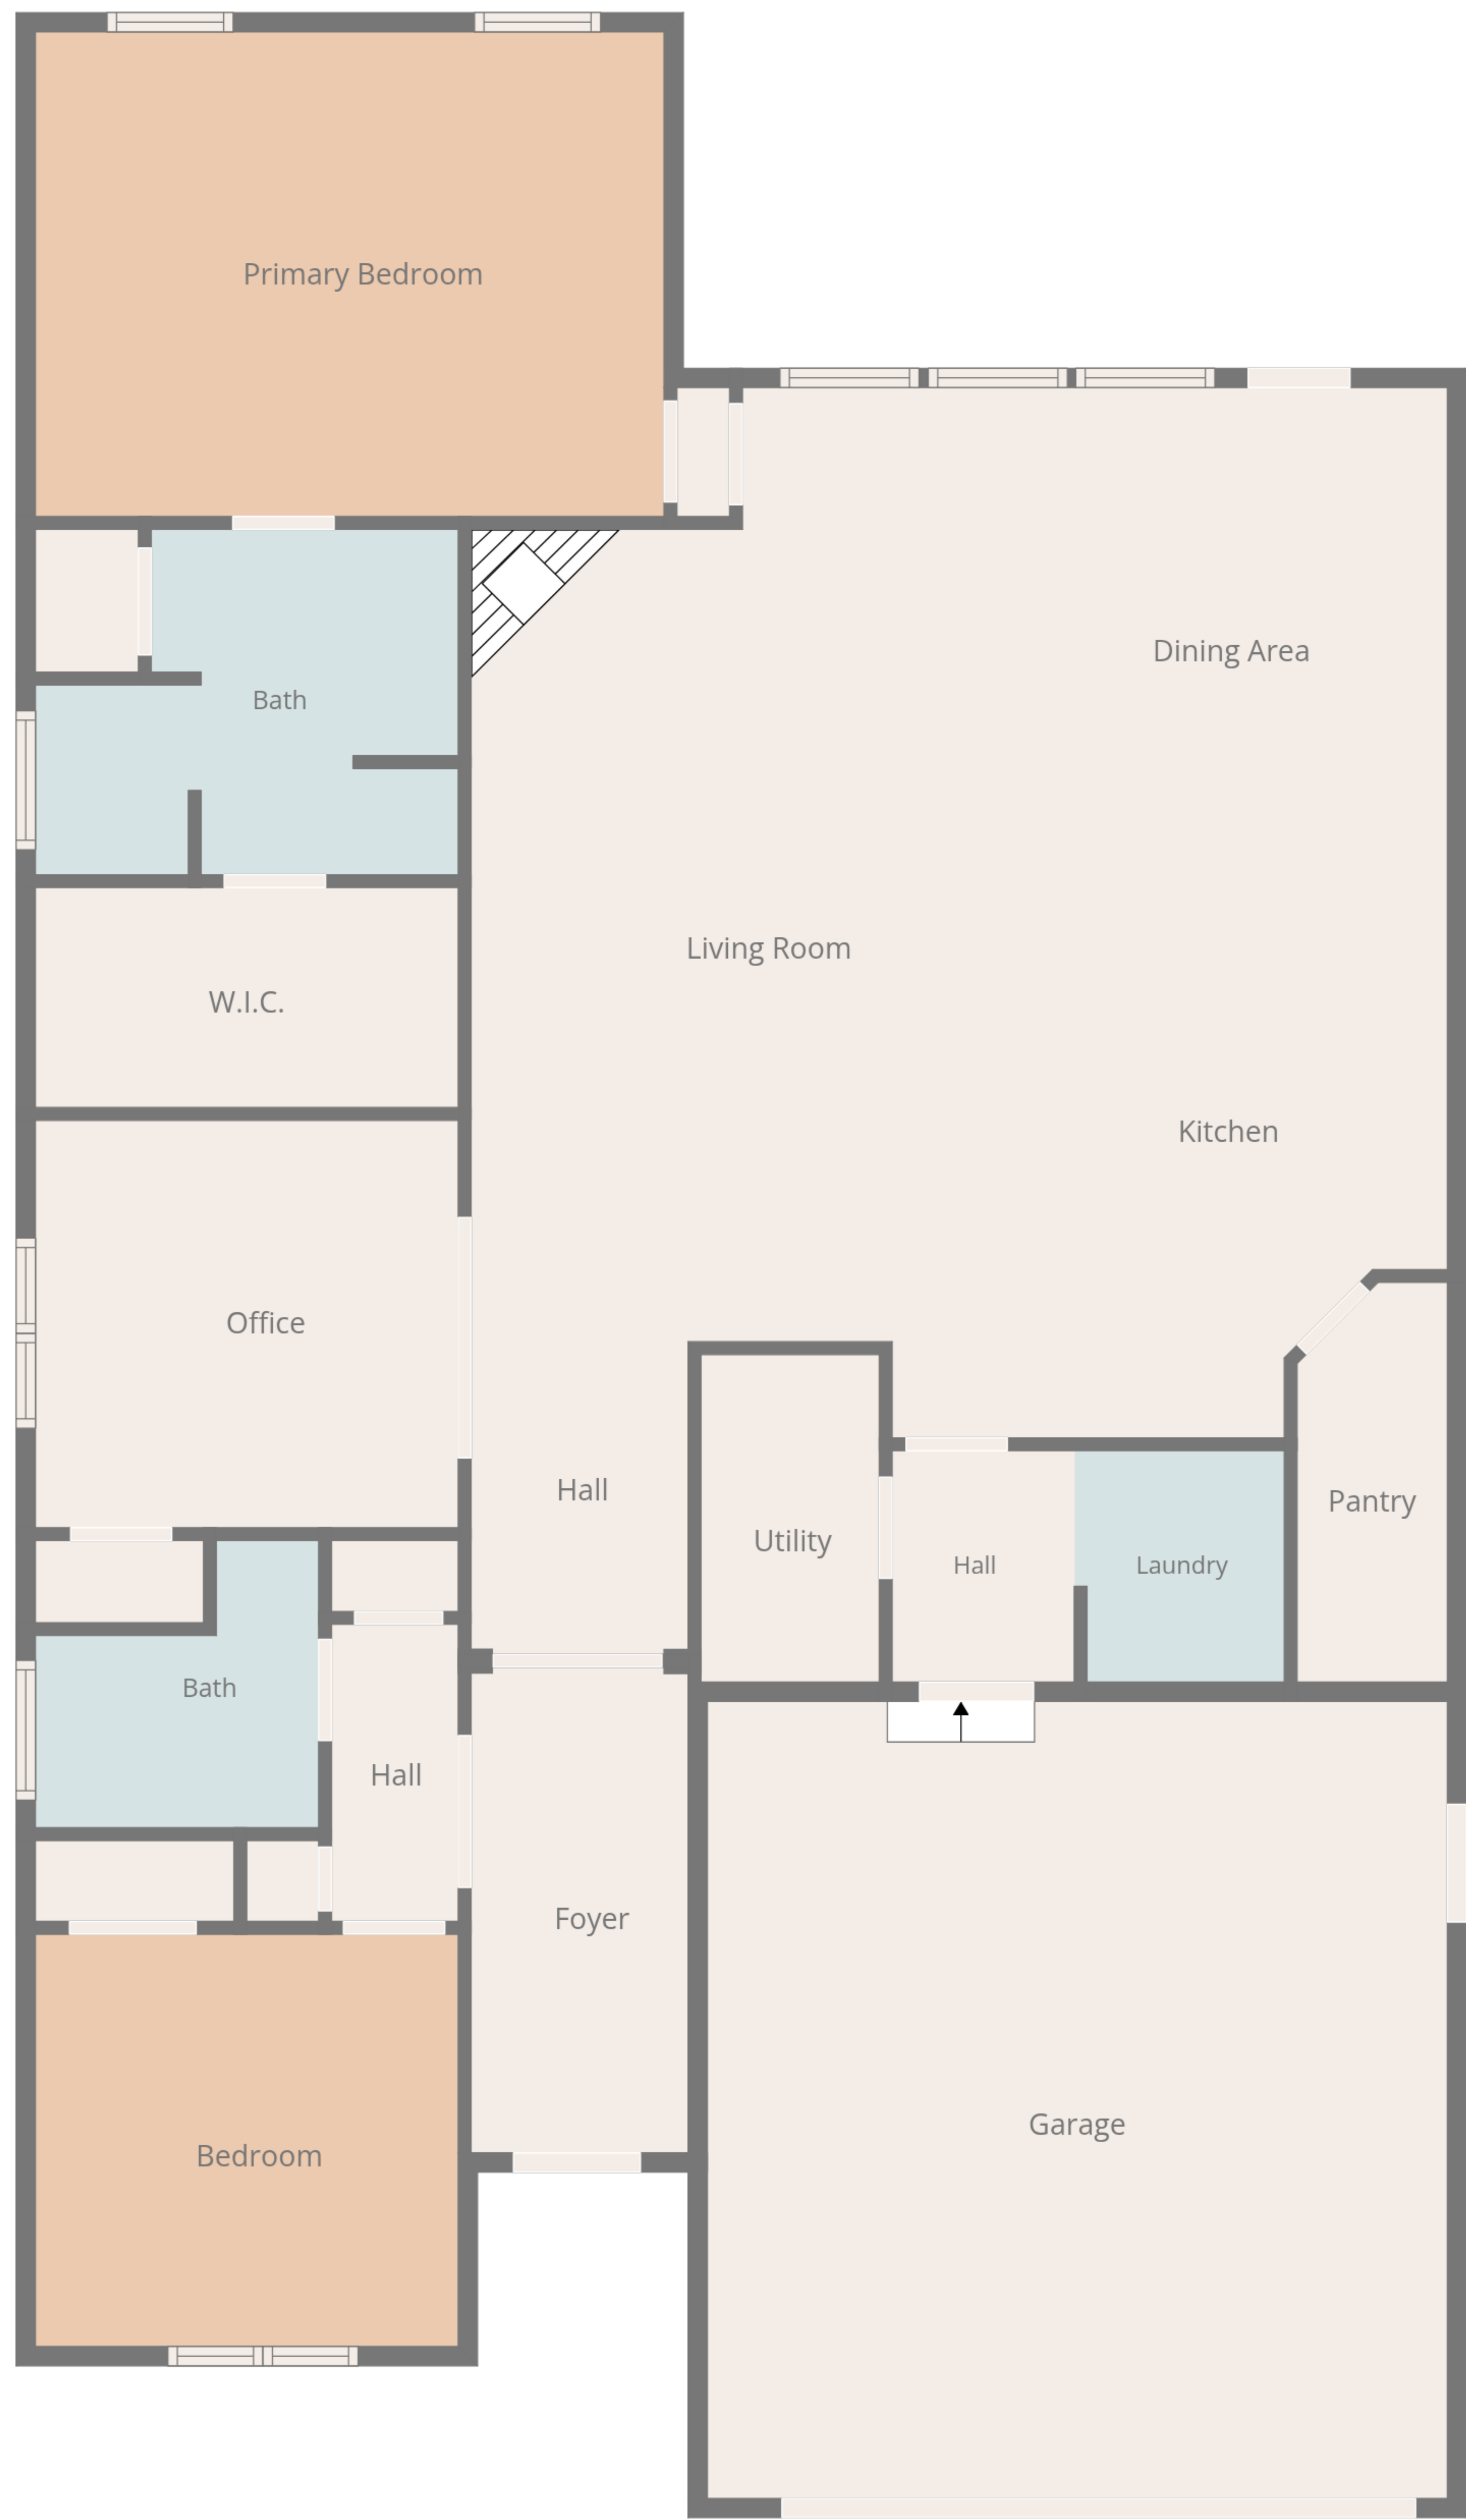 Primary Bedroom
Dining Area
Bath
Living Room
W.I.C.
Kitchen
Office
Hall
Pantry
Utility
Hall
Laundry
Bath
Hall
Foyer
Garage
Bedroom